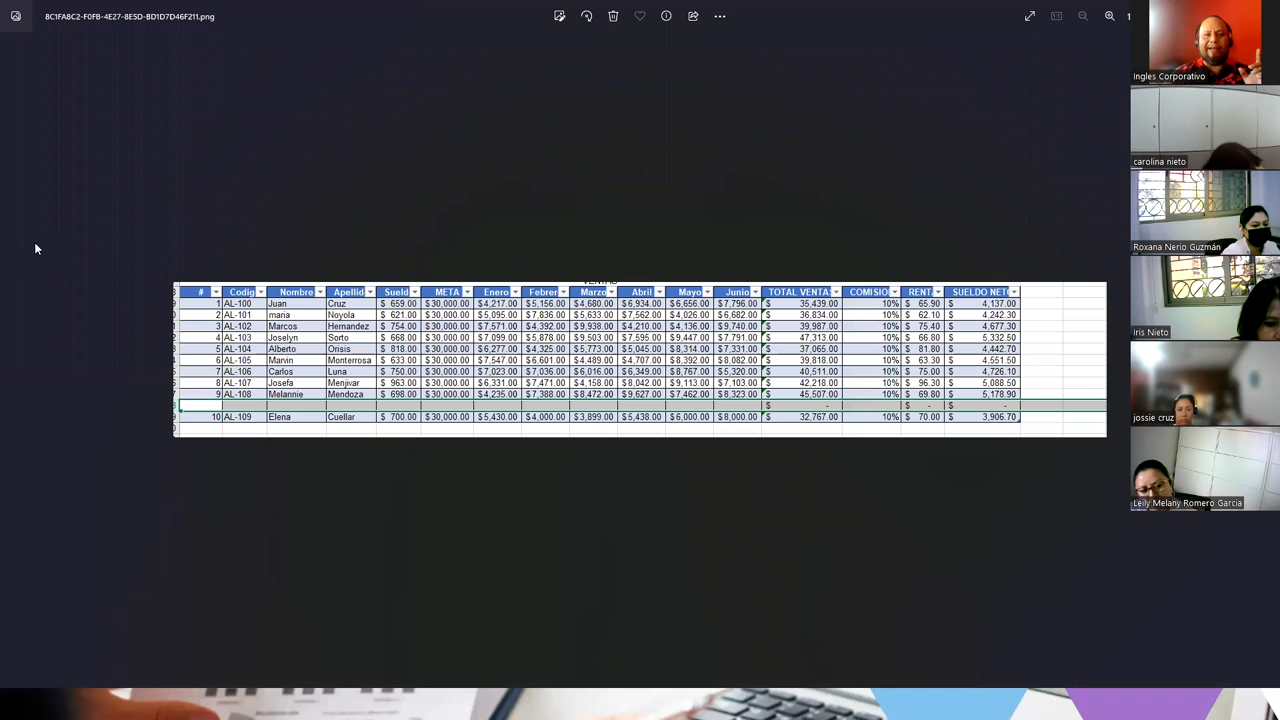 8C1FA8C2-F0FB-4E27-8E5D-BD1D7D46F211.png
Ingles Corporativo
carolina nieto
Roxana Nerio Guzmán
Iris Nieto
jossie cruz
Leily Melany Romero Garcia
VENTAS
# Codig Nombre Apellid Sueld META Enero Febrer Marzo Abril Mayo Junio TOTAL VENTA COMISIO RENT SUELDO NET
1 AL-100 Juan Cruz $ 659.00 $30,000.00 $4,217.00 $5,156.00 $4,680.00 $6,934.00 $6,656.00 $7,796.00 $ 35,439.00 10% $ 65.90 $ 4,137.00
2 AL-101 maria Noyola $ 621.00 $30,000.00 $5,095.00 $7,836.00 $5,633.00 $7,562.00 $4,026.00 $6,682.00 $ 36,834.00 10% $ 62.10 $ 4,242.30
3 AL-102 Marcos Hernandez $ 754.00 $30,000.00 $7,571.00 $4,392.00 $9,938.00 $4,210.00 $4,136.00 $9,740.00 $ 39,987.00 10% $ 75.40 $ 4,677.30
4 AL-103 Joselyn Sorto $ 668.00 $30,000.00 $7,099.00 $5,878.00 $9,503.00 $7,595.00 $9,447.00 $7,791.00 $ 47,313.00 10% $ 66.80 $ 5,332.50
5 AL-104 Alberto Orisis $ 818.00 $30,000.00 $6,277.00 $4,325.00 $5,773.00 $5,045.00 $8,314.00 $7,331.00 $ 37,065.00 10% $ 81.80 $ 4,442.70
6 AL-105 Marvin Monterrosa $ 633.00 $30,000.00 $7,547.00 $6,601.00 $4,489.00 $4,707.00 $8,392.00 $8,082.00 $ 39,818.00 10% $ 63.30 $ 4,551.50
7 AL-106 Carlos Luna $ 750.00 $30,000.00 $7,023.00 $7,036.00 $6,016.00 $6,349.00 $8,767.00 $5,320.00 $ 40,511.00 10% $ 75.00 $ 4,726.10
8 AL-107 Josefa Menjivar $ 963.00 $30,000.00 $6,331.00 $7,471.00 $4,158.00 $8,042.00 $9,113.00 $7,103.00 $ 42,218.00 10% $ 96.30 $ 5,088.50
9 AL-108 Melannie Mendoza $ 698.00 $30,000.00 $4,235.00 $7,388.00 $8,472.00 $9,627.00 $7,462.00 $8,323.00 $ 45,507.00 10% $ 69.80 $ 5,178.90
$ - $ - $ -
10 AL-109 Elena Cuellar $ 700.00 $30,000.00 $5,430.00 $4,000.00 $3,899.00 $5,438.00 $6,000.00 $8,000.00 $ 32,767.00 10% $ 70.00 $ 3,906.70